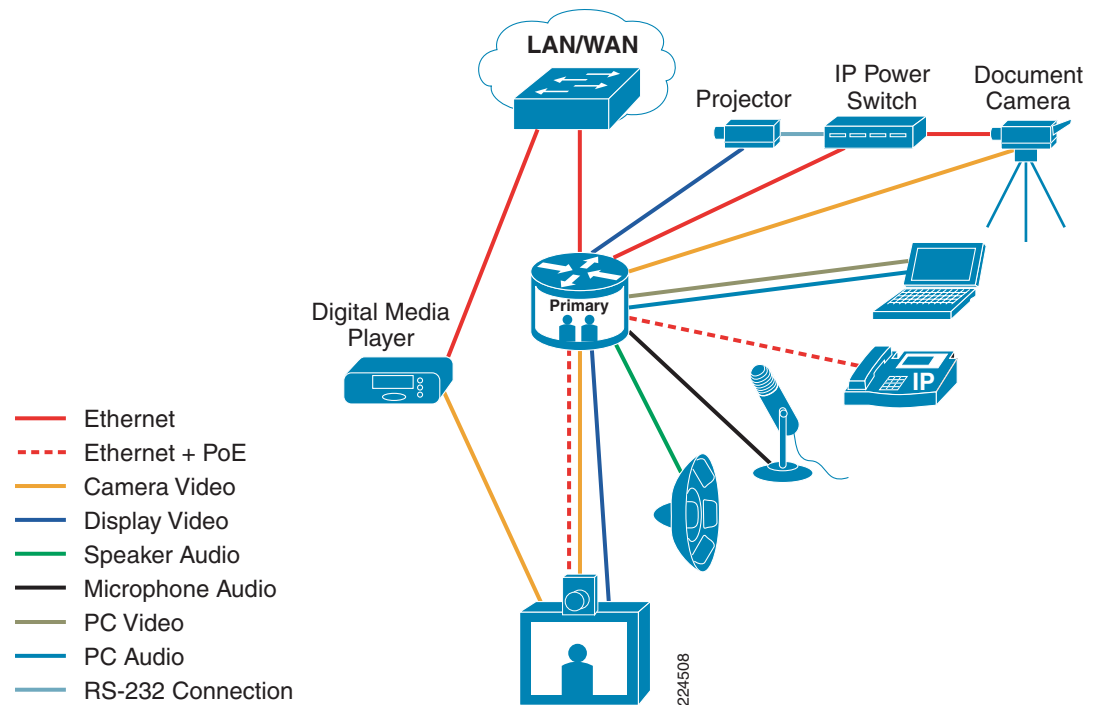 LAN/WAN
Projector
IP Power
Switch
Document
Camera
Primary
Digital Media
Player
IP
Ethernet
Ethernet + PoE
Camera Video
Display Video
Speaker Audio
Microphone Audio
PC Video
PC Audio
RS-232 Connection
224508